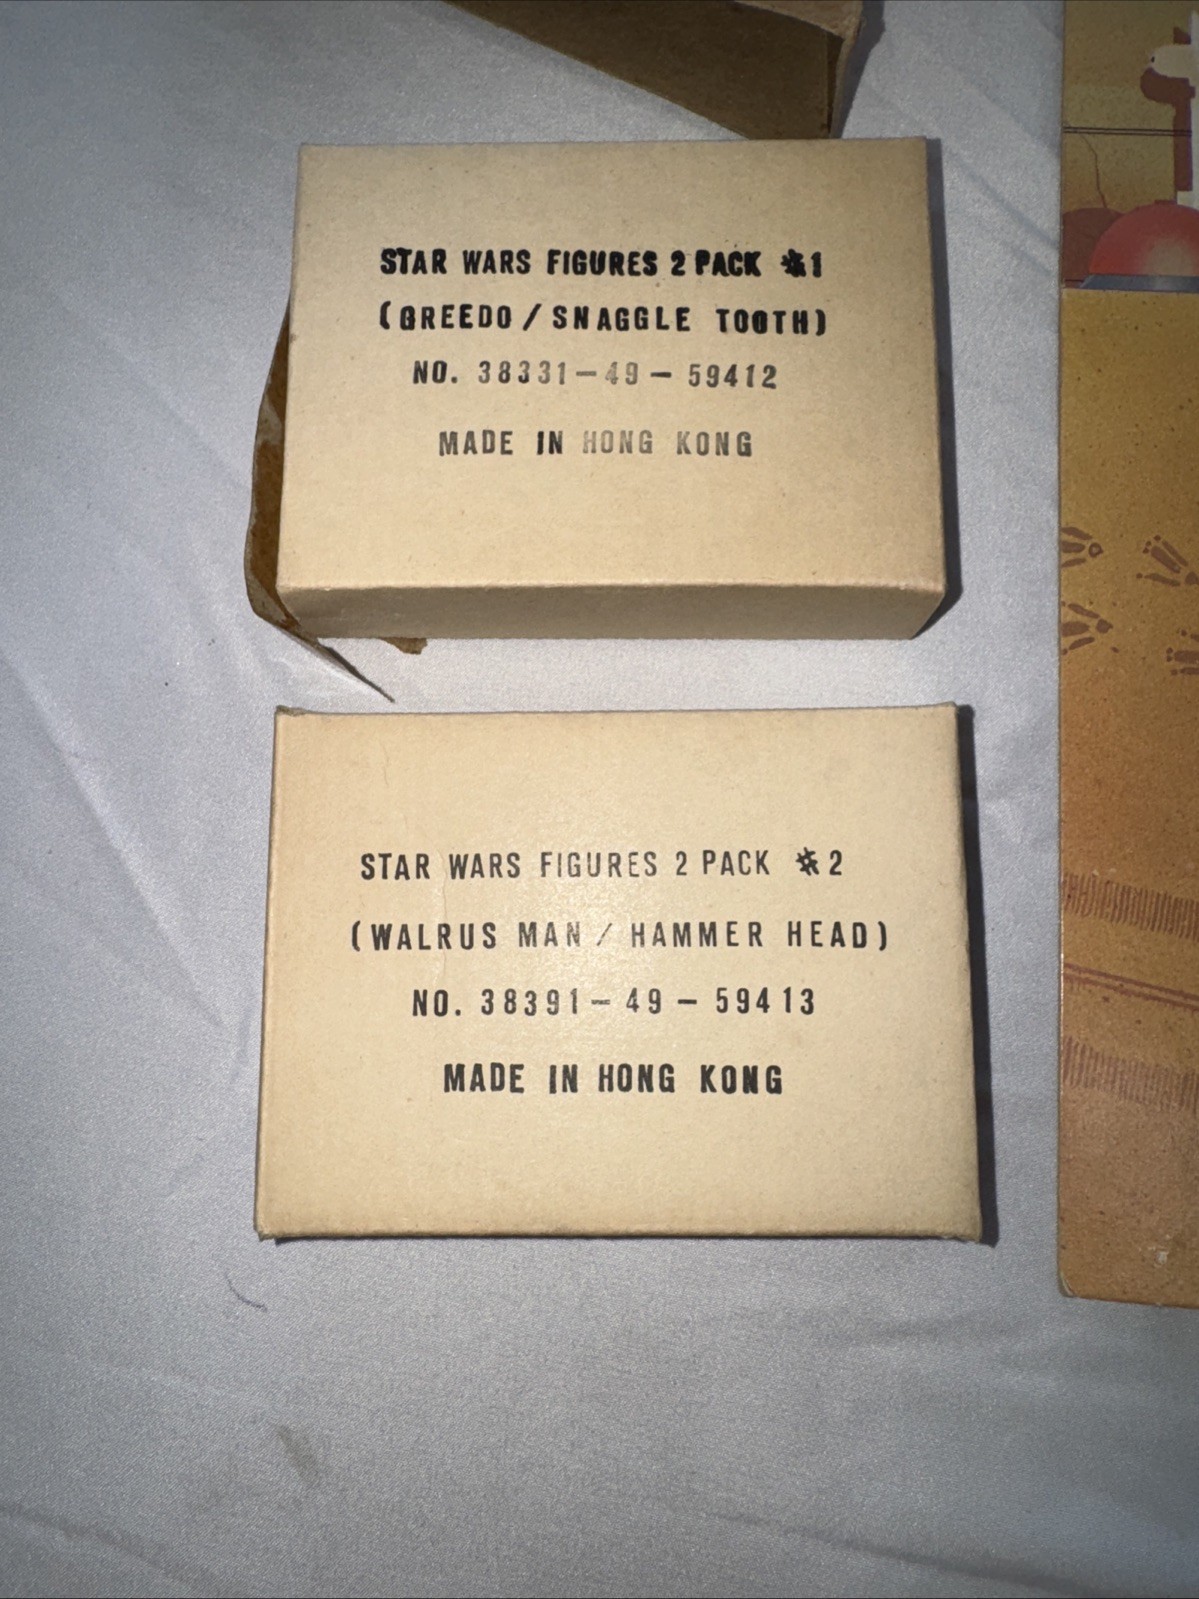 STAR WARS FIGURES 2 PACK #1
(GREEDO / SNAGGLE TOOTH)
NO. 38331-49-59412
MADE IN HONG KONG
STAR WARS FIGURES 2 PACK #2
(WALRUS MAN / HAMMER HEAD)
NO. 38391-49-59413
MADE IN HONG KONG